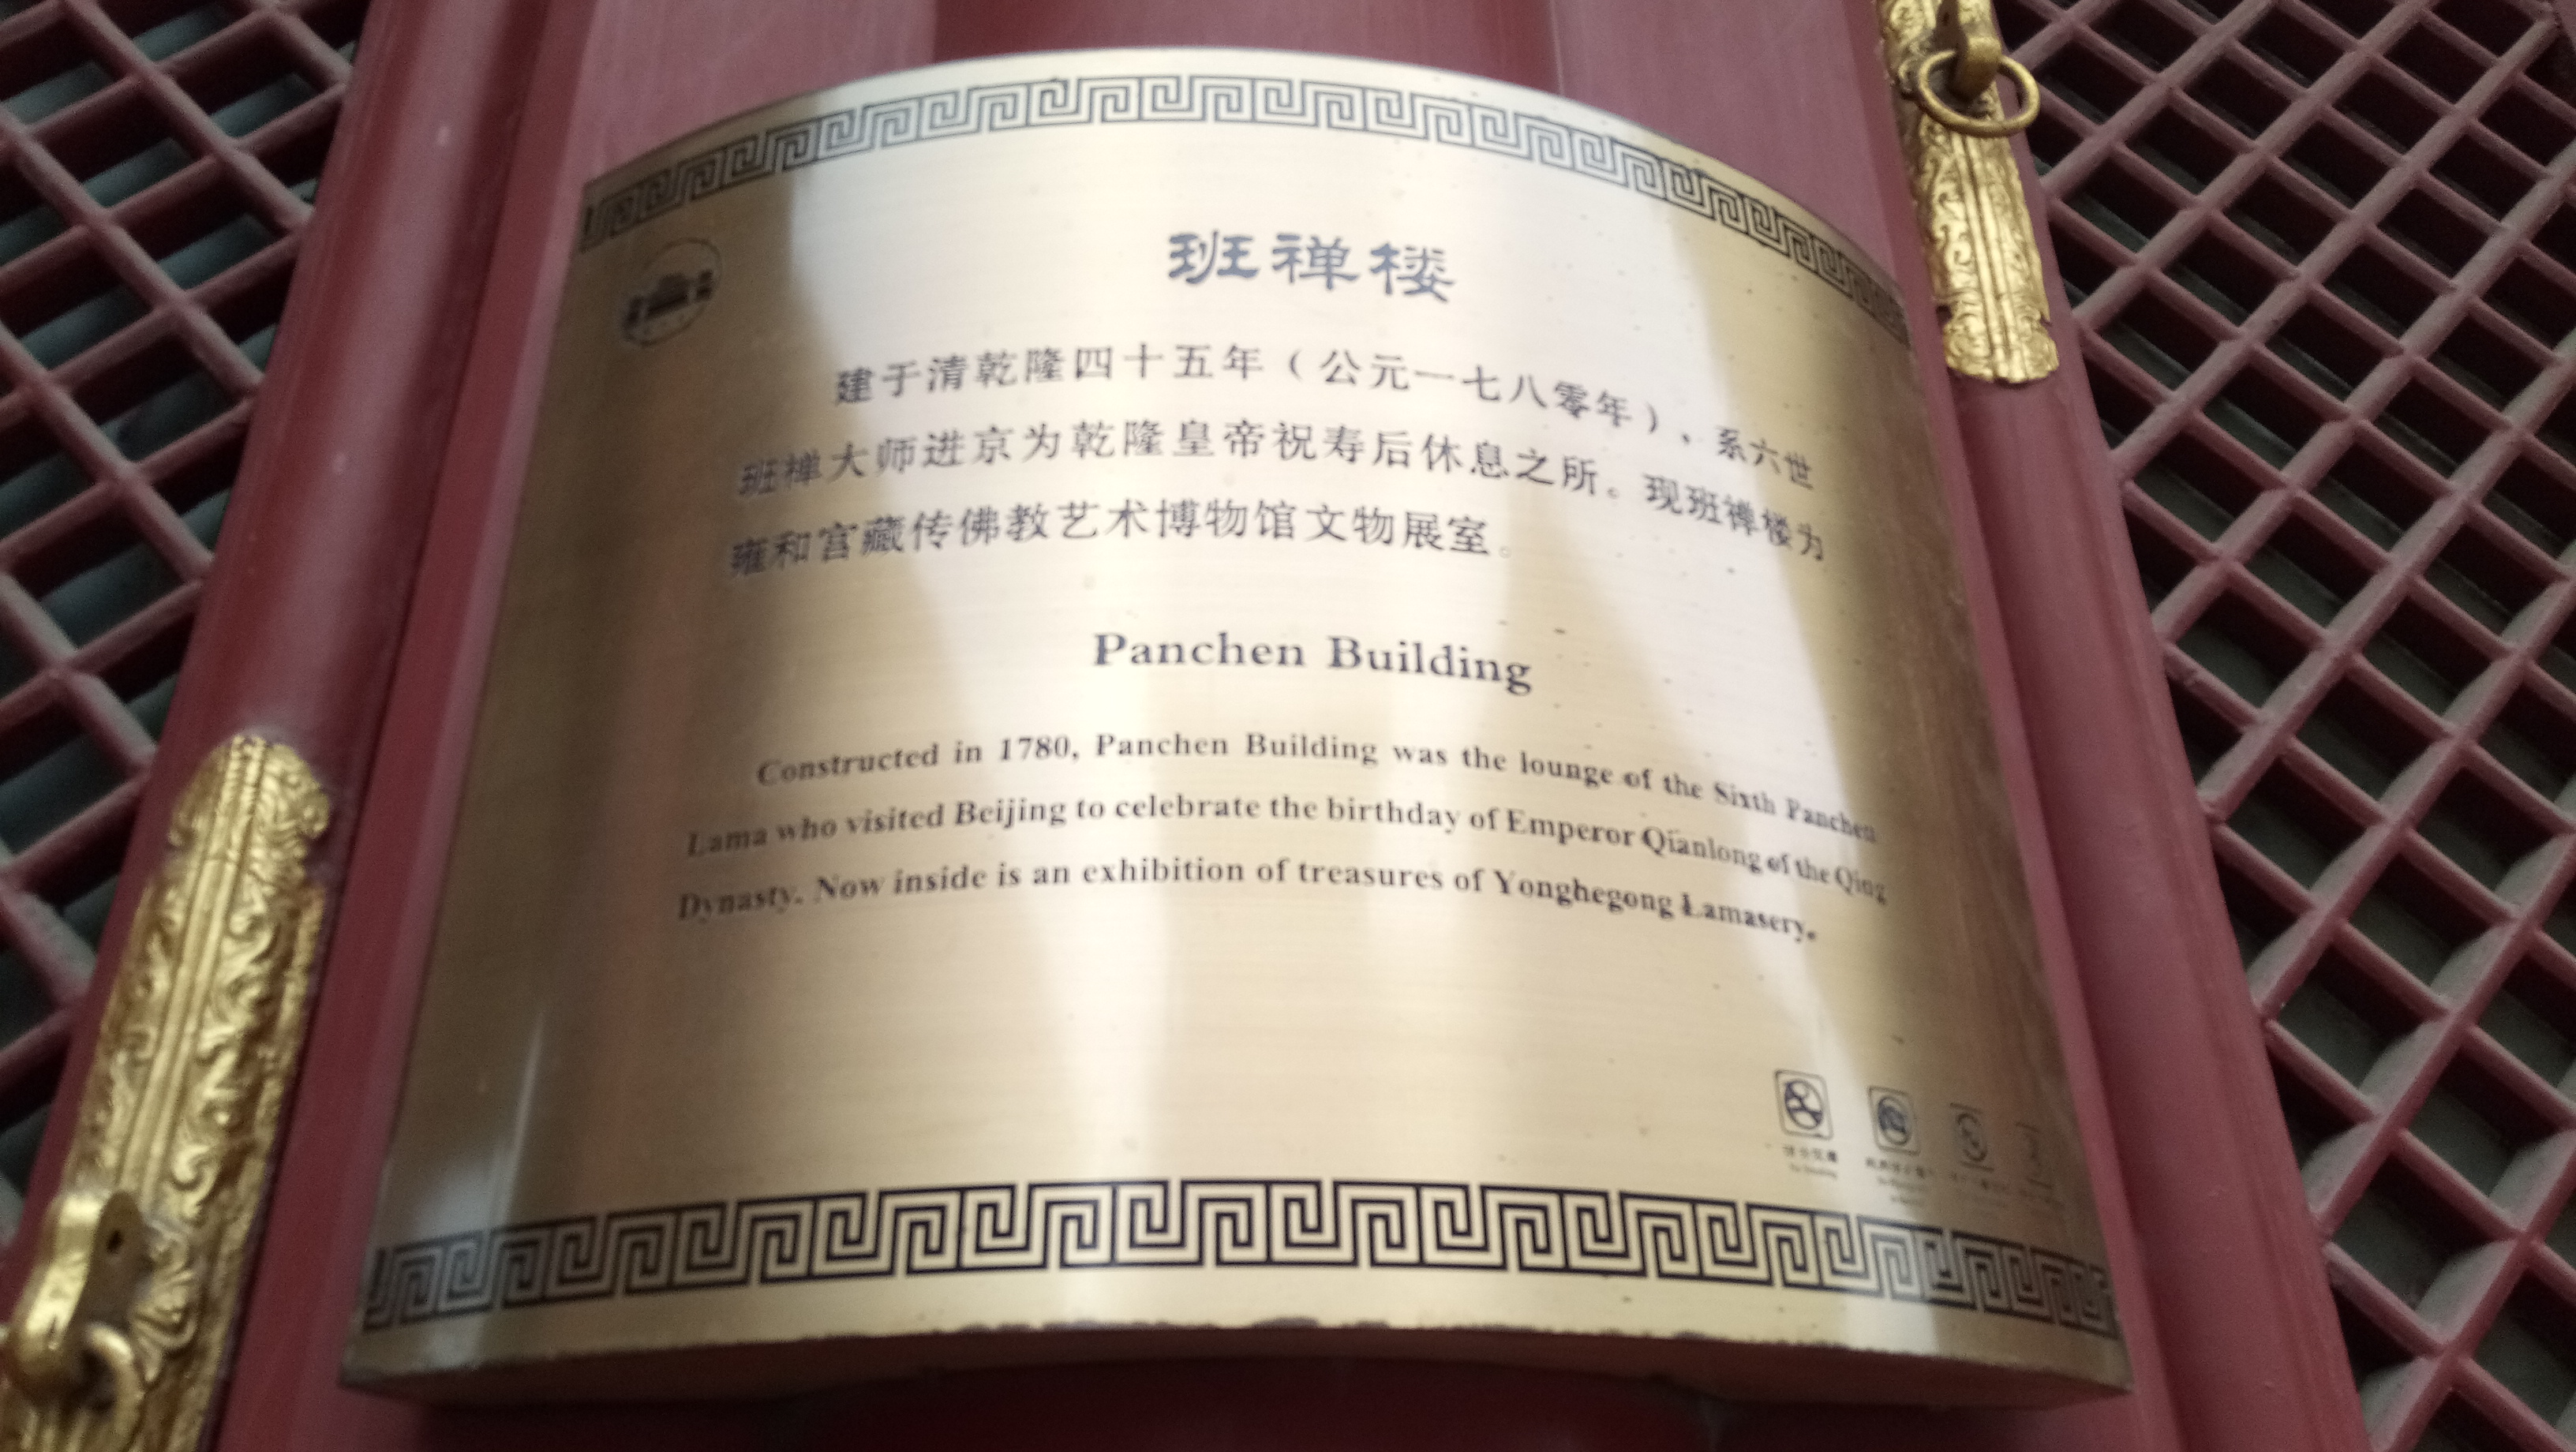 班禅楼
建于清乾隆四十五年（公元一七八零年）、系六世
班禅大师进京为乾隆皇帝祝寿后休息之所。现班禅楼为
雍和宫藏传佛教艺术博物馆文物展室。
Panchen Building
Constructed in 1780, Panchen Building was the lounge of the Sixth Panchen
Lama who visited Beijing to celebrate the birthday of Emperor Qianlong of the Qing
Dynasty. Now inside is an exhibition of treasures of Yonghegong Lamasery.